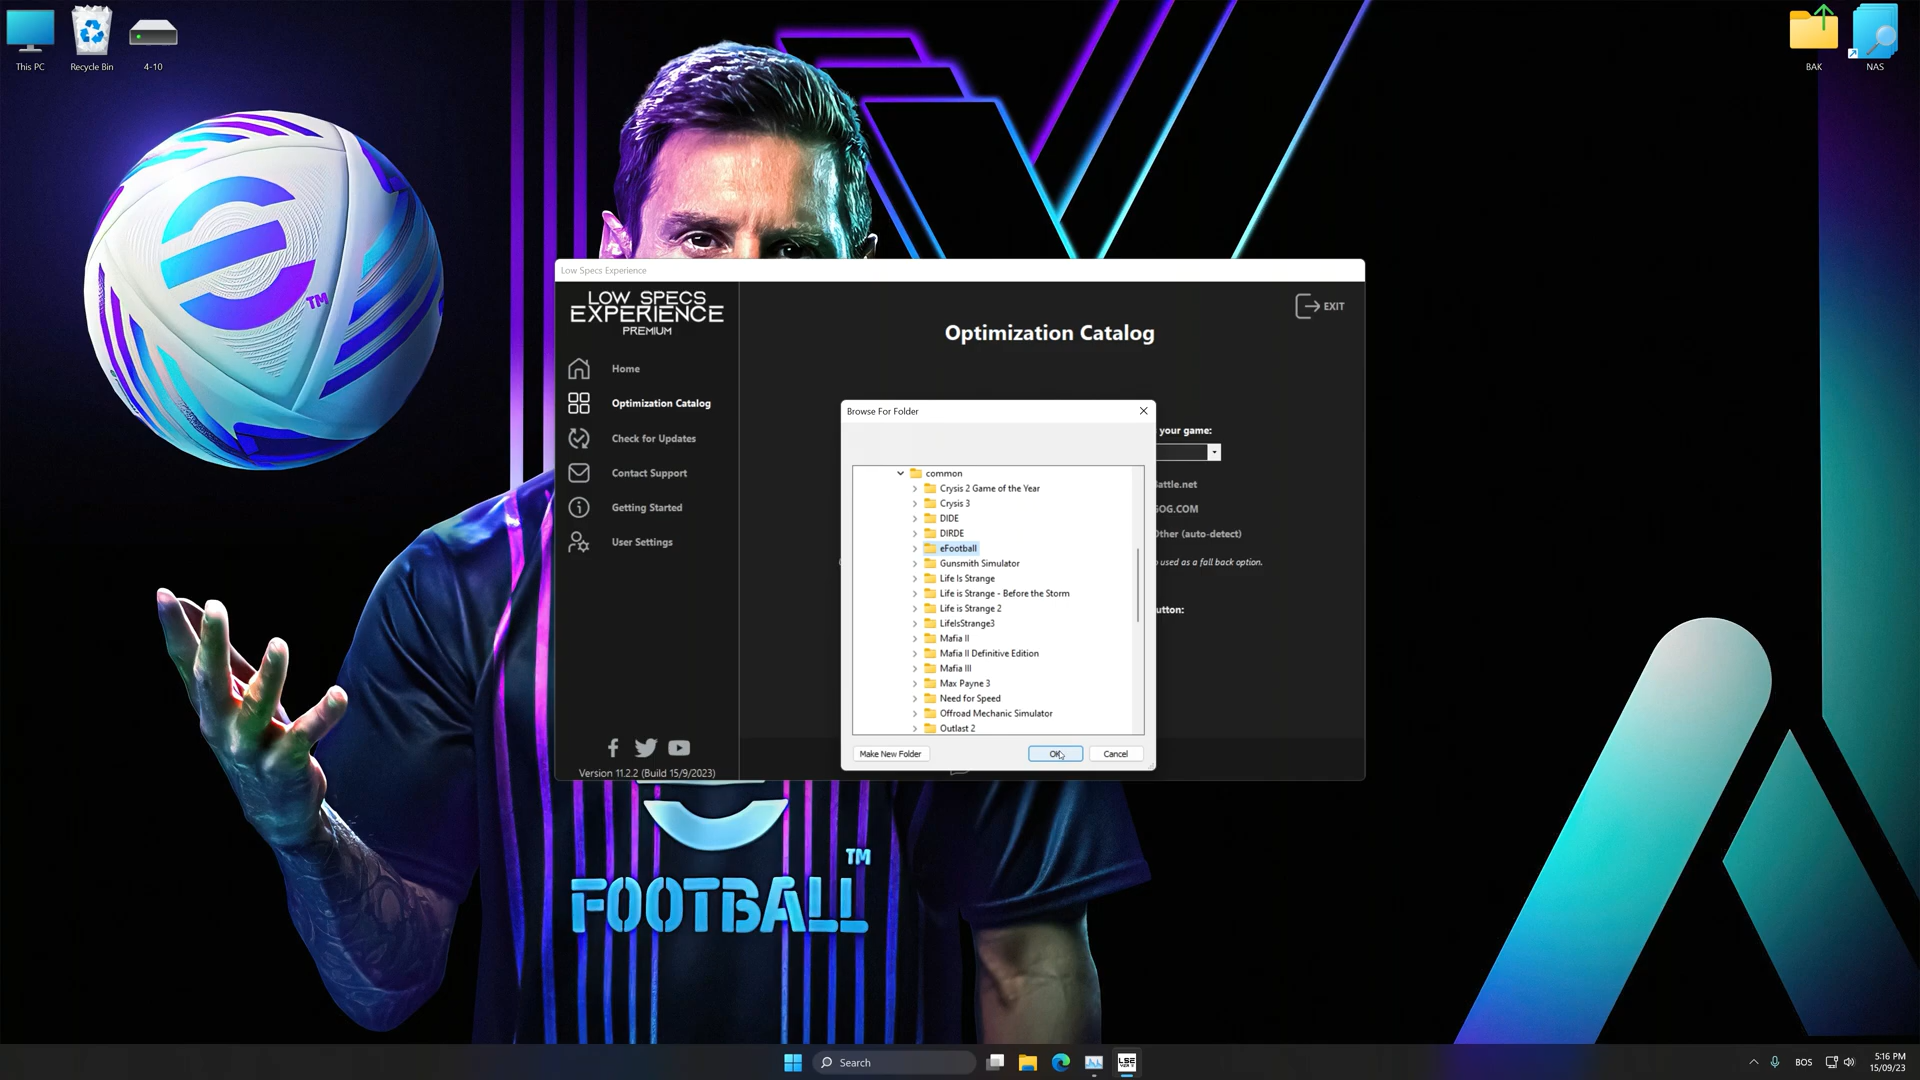 This PC
Recycle Bin
4-10
BAK
NAS
TM
Low Specs Experience
LOW SPECS
EXPERIENCE
PREMIUM
EXIT
Optimization Catalog
Home
Optimization Catalog
Check for Updates
Contact Support
Getting Started
User Settings
Version 11.2.2 (Build 15/9/2023)
Browse For Folder
common
Crysis 2 Game of the Year
Crysis 3
DIDE
DIRDE
eFootball
Gunsmith Simulator
Life Is Strange
Life is Strange - Before the Storm
Life is Strange 2
LifeIsStrange3
Mafia II
Mafia II Definitive Edition
Mafia III
Max Payne 3
Need for Speed
Offroad Mechanic Simulator
Outlast 2
Make New Folder
OK
Cancel
your game:
attle.net
OG.COM
ther (auto-detect)
used as a fall back option.
utton:
TM
FOOTBALL
Search
LSE
BOS
5:16 PM
15/09/23